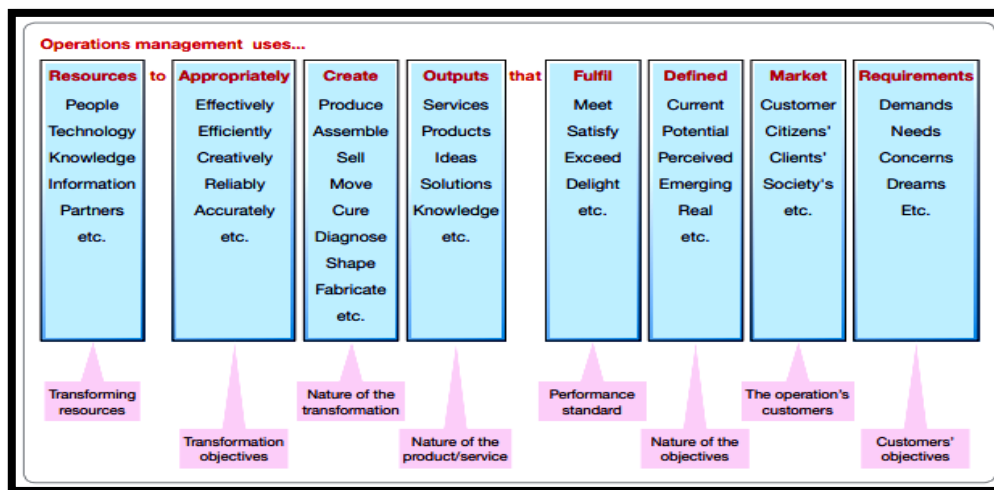 Operations management uses...
Resources to Appropriately Create Outputs that Fulfil Defined Market Requirements
People
Technology
Knowledge
Information
Partners
etc.
Effectively
Efficiently
Creatively
Reliably
Accurately
etc.
Produce
Assemble
Sell
Move
Cure
Diagnose
Shape
Fabricate
etc.
Services
Products
Ideas
Solutions
Knowledge
etc.
Meet
Satisfy
Exceed
Delight
etc.
Current
Potential
Perceived
Emerging
Real
etc.
Customer
Citizens'
Clients'
Society's
etc.
Demands
Needs
Concerns
Dreams
Etc.
Transforming
resources
Transformation
objectives
Nature of the
transformation
Nature of the
product/service
Performance
standard
Nature of the
objectives
The operation's
customers
Customers'
objectives